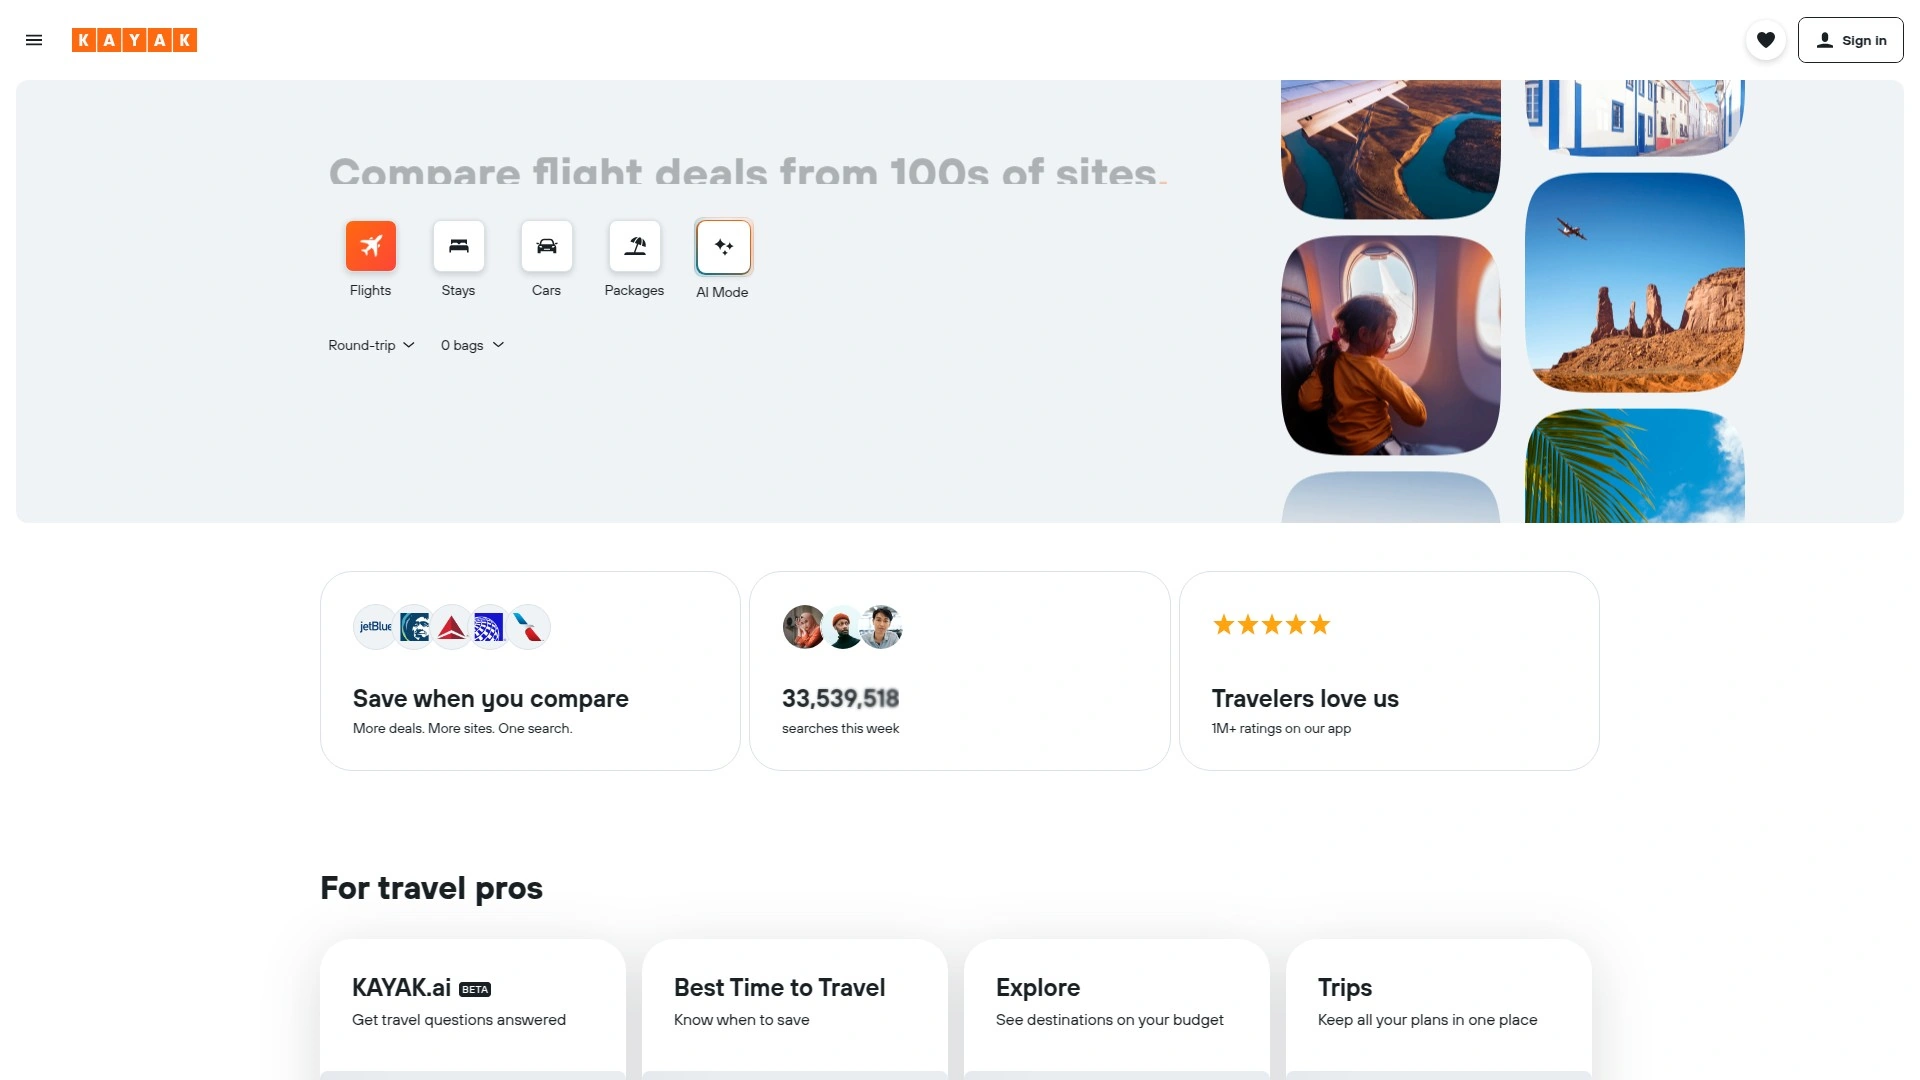 KAYAK
Sign in
Compare flight deals from 100s of sites.
Flights
Stays
Cars
Packages
AI Mode
Round-trip
0 bags
jetBlue
Save when you compare
More deals. More sites. One search.
33,539,518
searches this week
Travelers love us
1M+ ratings on our app
For travel pros
KAYAK.ai BETA
Get travel questions answered
Best Time to Travel
Know when to save
Explore
See destinations on your budget
Trips
Keep all your plans in one place